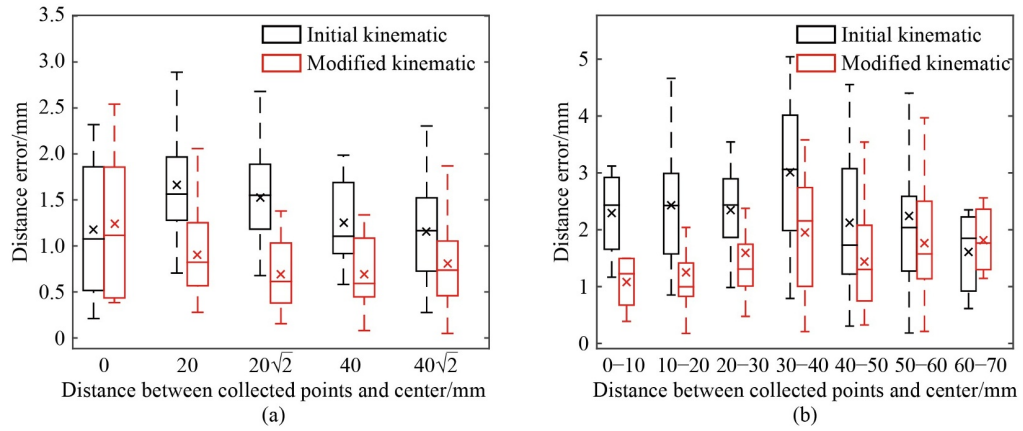 3.5
3.0
2.5
2.0
1.5
1.0
0.5
0
Distance error/mm
Initial kinematic
Modified kinematic
0 20 20√2 40 40√2
Distance between collected points and center/mm
(a)
5
4
3
2
1
0
Distance error/mm
Initial kinematic
Modified kinematic
0−10 10−20 20−30 30−40 40−50 50−60 60−70
Distance between collected points and center/mm
(b)